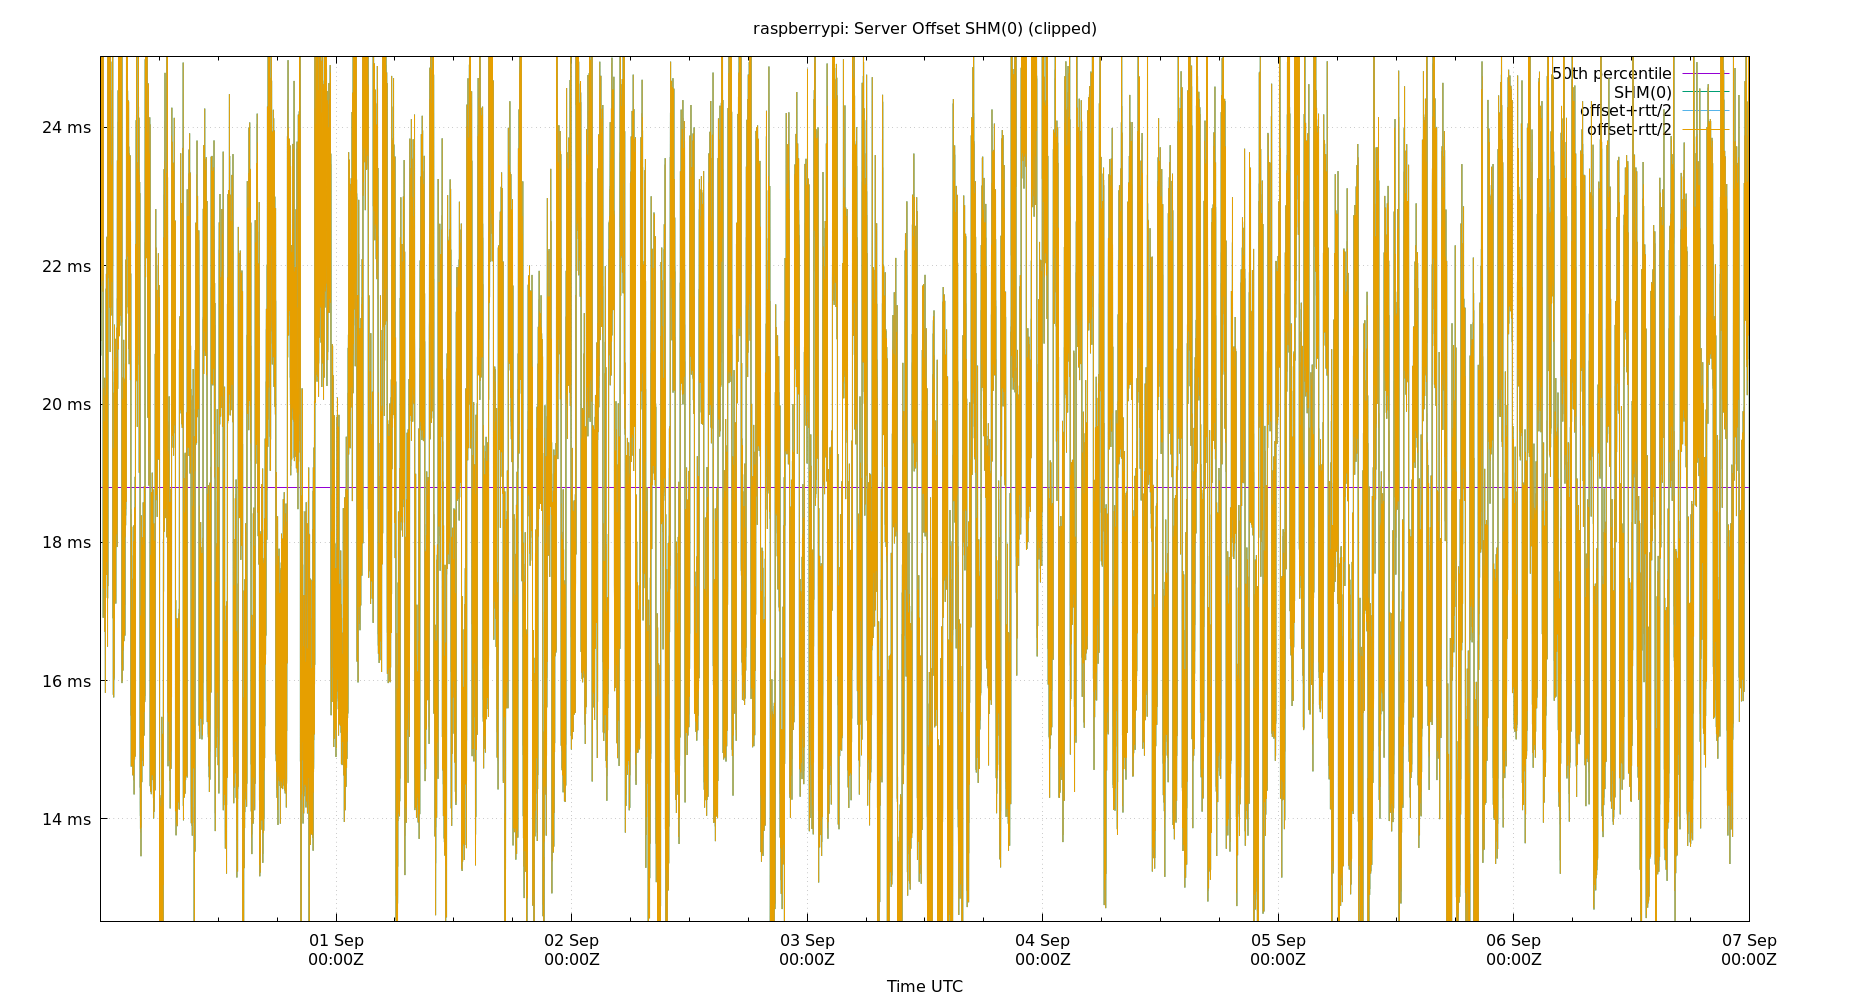 raspberrypi: Server Offset SHM(0) (clipped)
50th percentile
SHM(0)
offset+rtt/2
offset-rtt/2
24 ms
22 ms
20 ms
18 ms
16 ms
14 ms
01 Sep
00:00Z
02 Sep
00:00Z
03 Sep
00:00Z
04 Sep
00:00Z
05 Sep
00:00Z
06 Sep
00:00Z
07 Sep
00:00Z
Time UTC